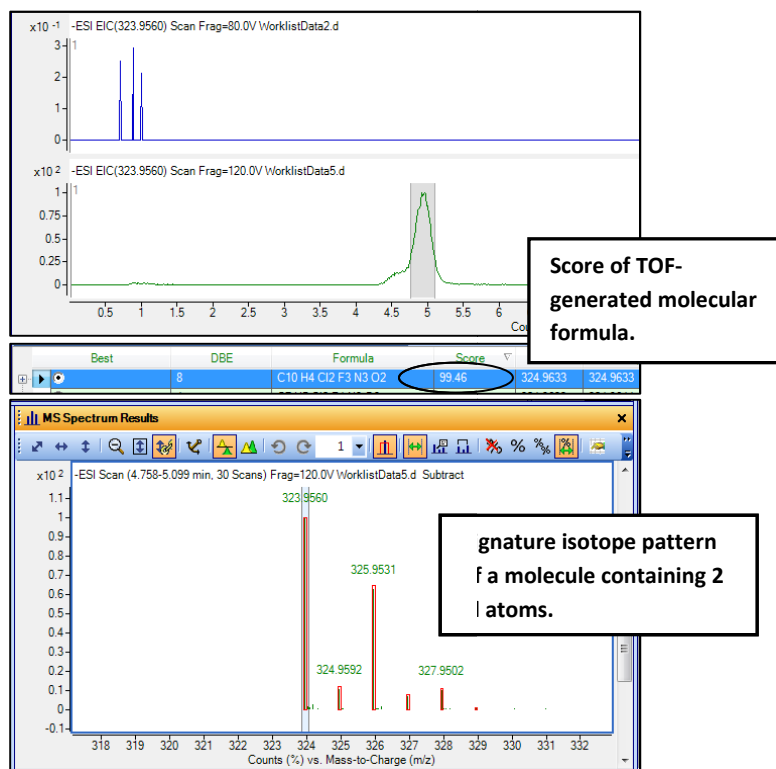 x10 -1 -ESI EIC(323.9560) Scan Frag=80.0V WorklistData2.d
3
2
1
0
1
x10 2 -ESI EIC(323.9560) Scan Frag=120.0V WorklistData5.d
1
0.75
0.5
0.25
0
1
0.5 1 1.5 2 2.5 3 3.5 4 4.5 5 5.5 6
Score of TOF-
generated molecular
formula.
Best DBE Formula Score
8 C10 H4 Cl2 F3 N3 O2 99.46 324.9633 324.9633
MS Spectrum Results
1 % %
x10 2 -ESI Scan (4.758-5.099 min, 30 Scans) Frag=120.0V WorklistData5.d Subtract
1.1
1
0.9
0.8
0.7
0.6
0.5
0.4
0.3
0.2
0.1
0
-0.1
323.9560
325.9531
324.9592
327.9502
gnature isotope pattern
f a molecule containing 2
atoms.
318 319 320 321 322 323 324 325 326 327 328 329 330 331 332
Counts (%) vs. Mass-to-Charge (m/z)